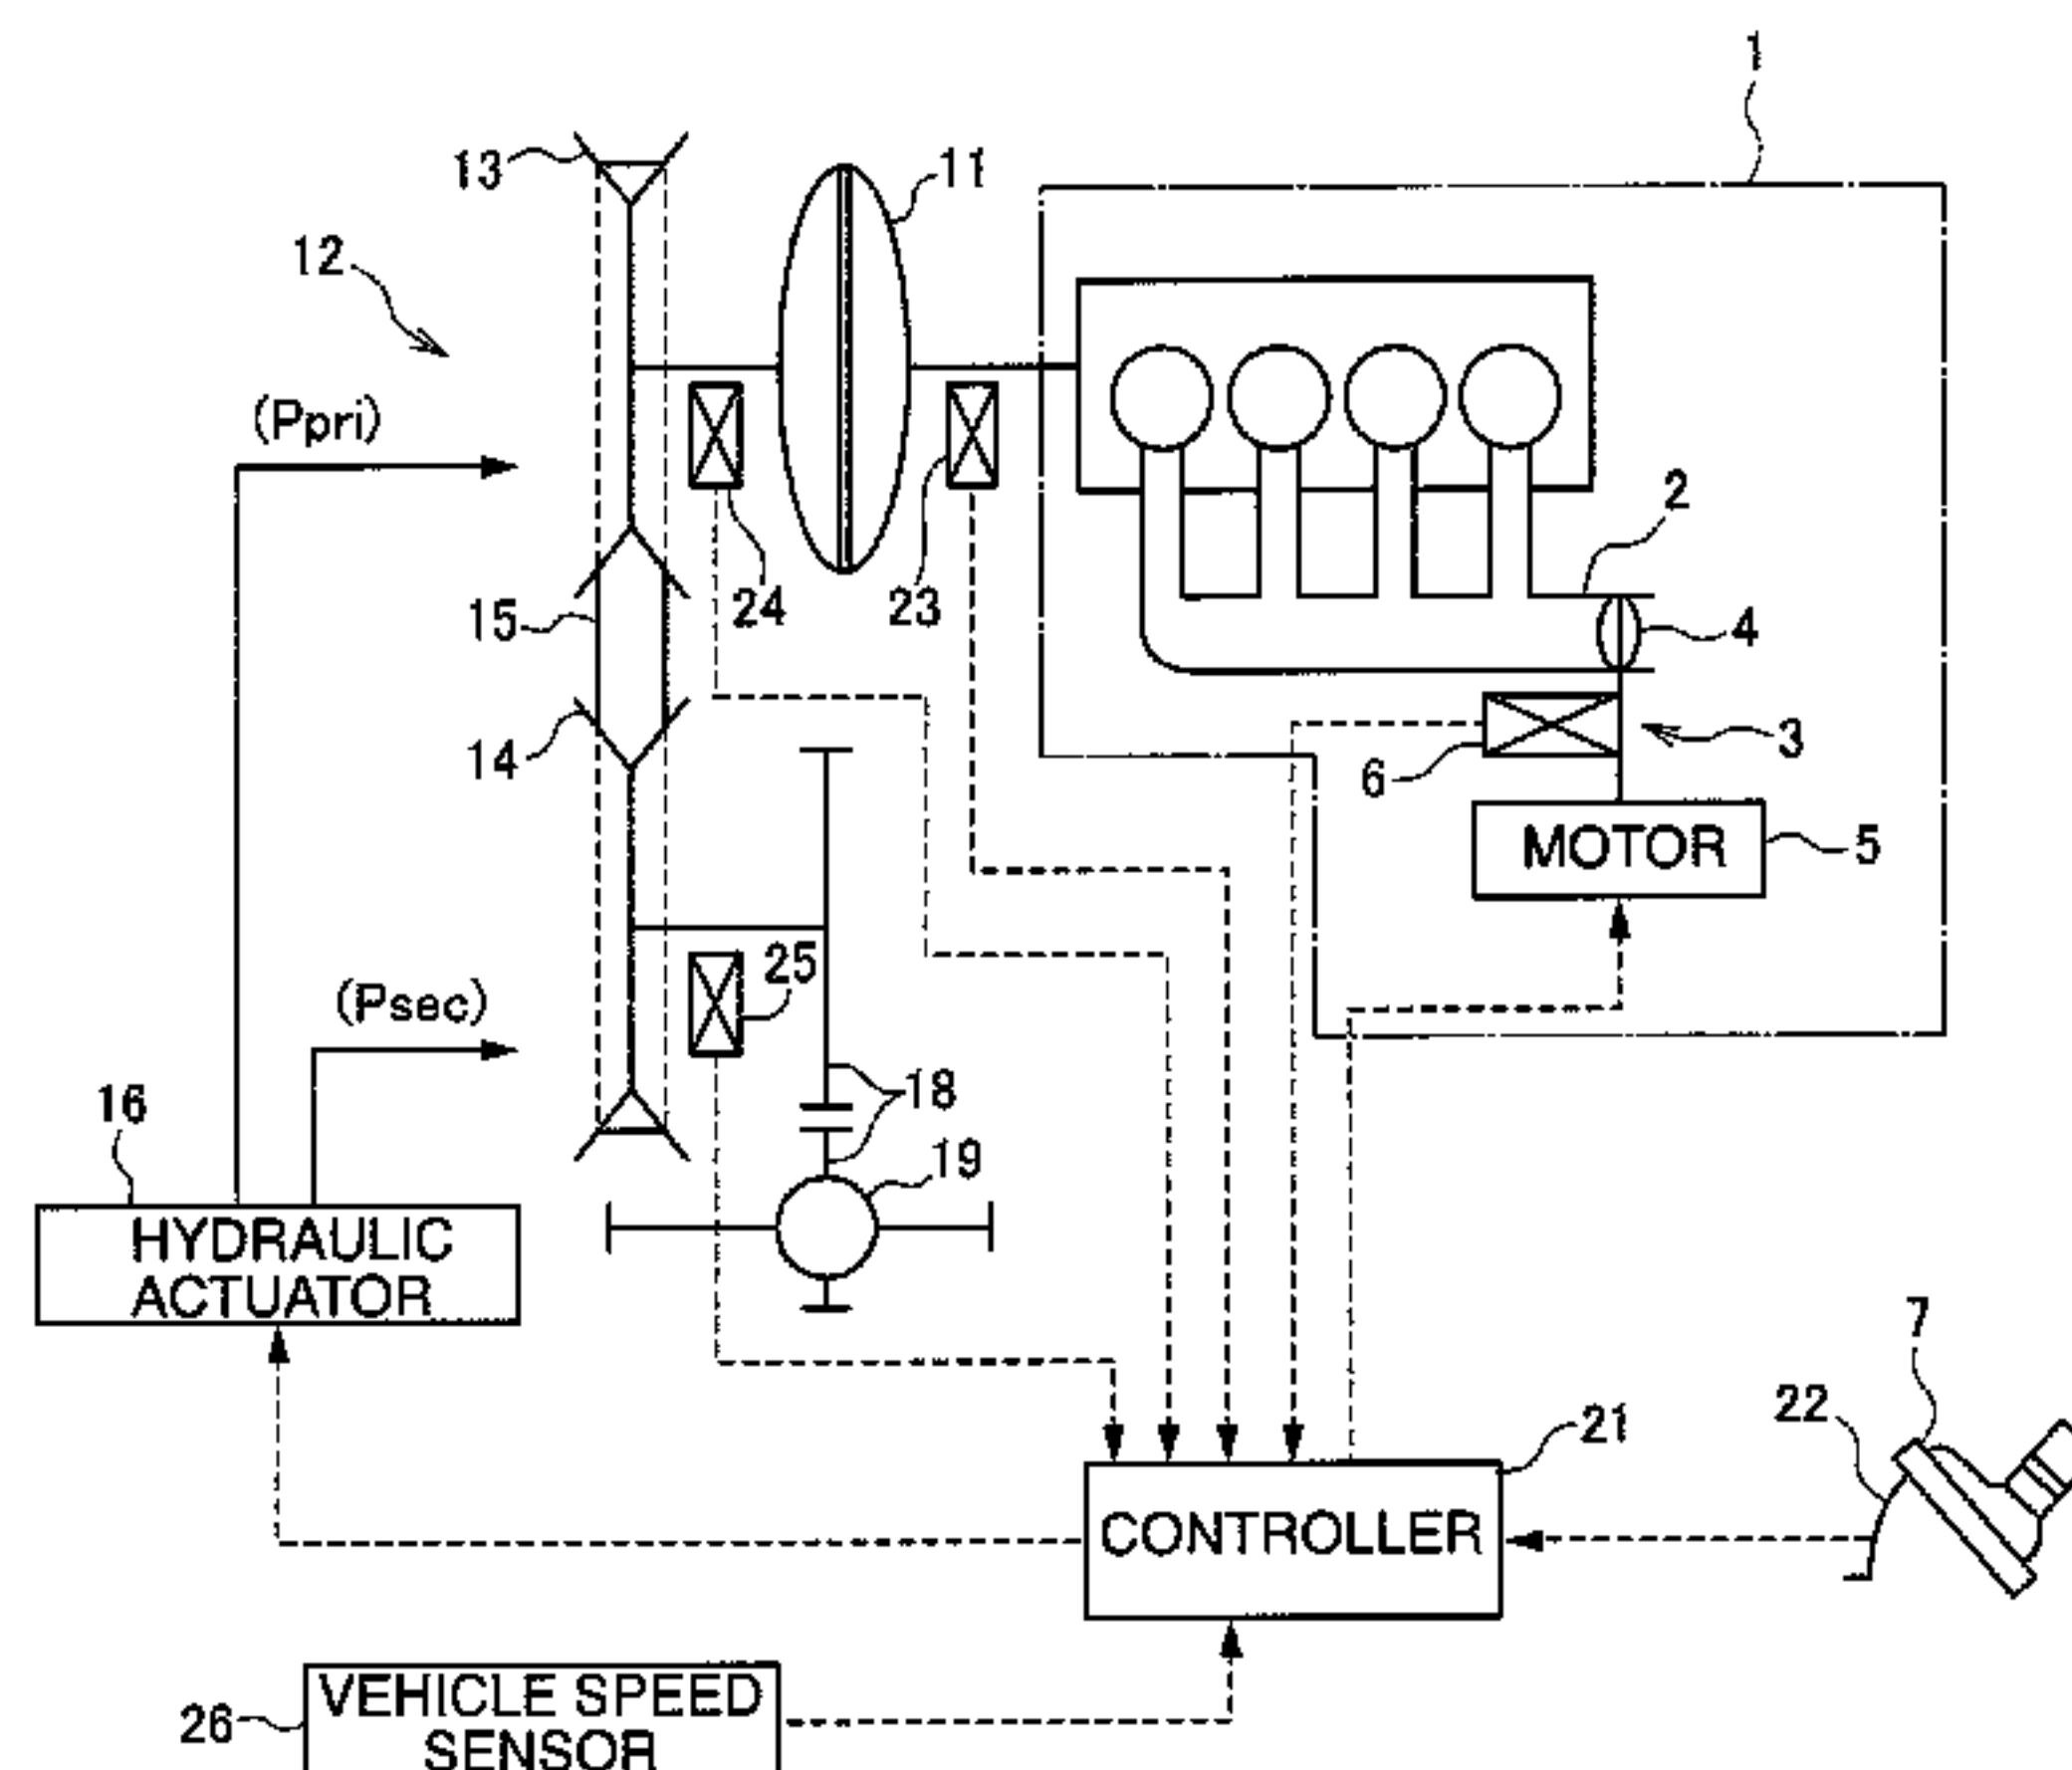 1
13
11
12
(Ppri)
2
15
24
23
4
14
6
3
MOTOR
5
25
(Psec)
18
16
19
HYDRAULIC
ACTUATOR
7
22
21
CONTROLLER
26
VEHICLE SPEED
SENSOR